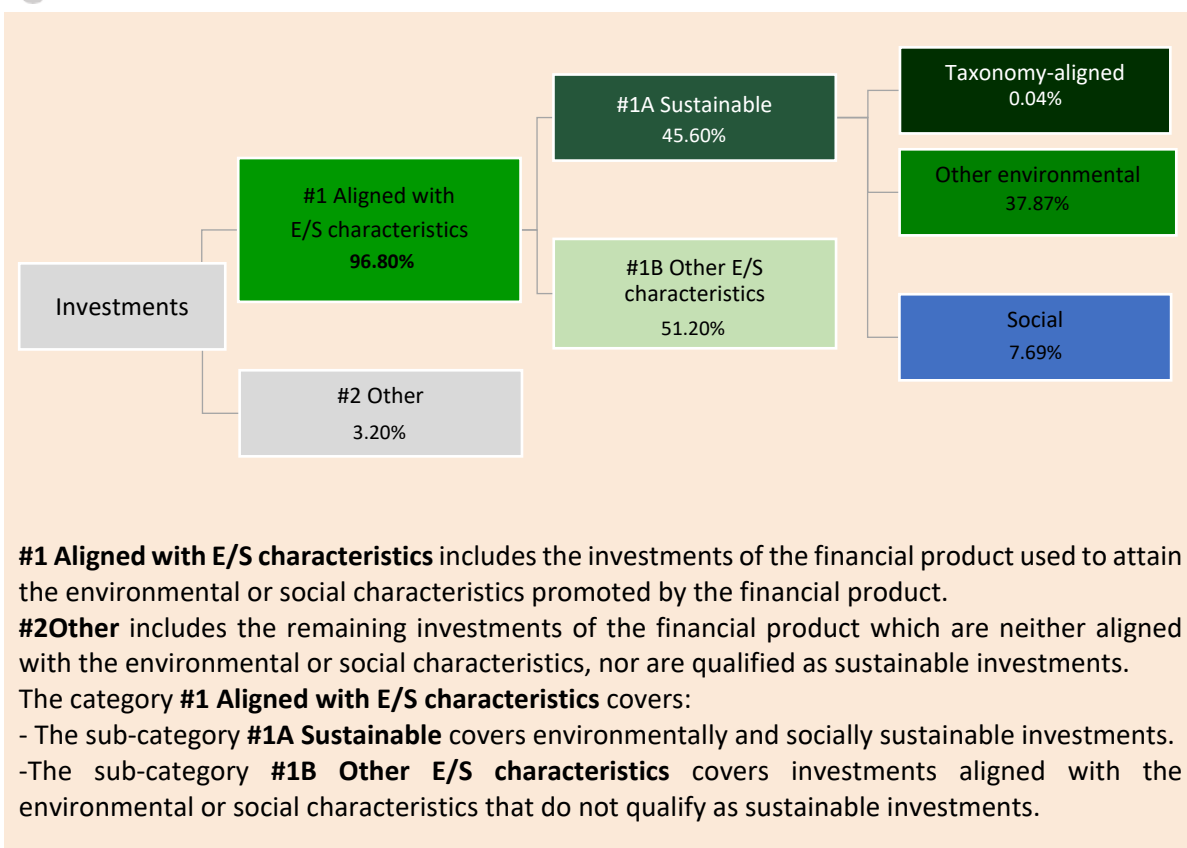 Investments
#1 Aligned with
E/S characteristics
96.80%
#2 Other
3.20%
#1A Sustainable
45.60%
#1B Other E/S
characteristics
51.20%
Taxonomy-aligned
0.04%
Other environmental
37.87%
Social
7.69%
#1 Aligned with E/S characteristics includes the investments of the financial product used to attain
the environmental or social characteristics promoted by the financial product.
#2Other includes the remaining investments of the financial product which are neither aligned
with the environmental or social characteristics, nor are qualified as sustainable investments.
The category #1 Aligned with E/S characteristics covers:
- The sub-category #1A Sustainable covers environmentally and socially sustainable investments.
-The sub-category #1B Other E/S characteristics covers investments aligned with the
environmental or social characteristics that do not qualify as sustainable investments.